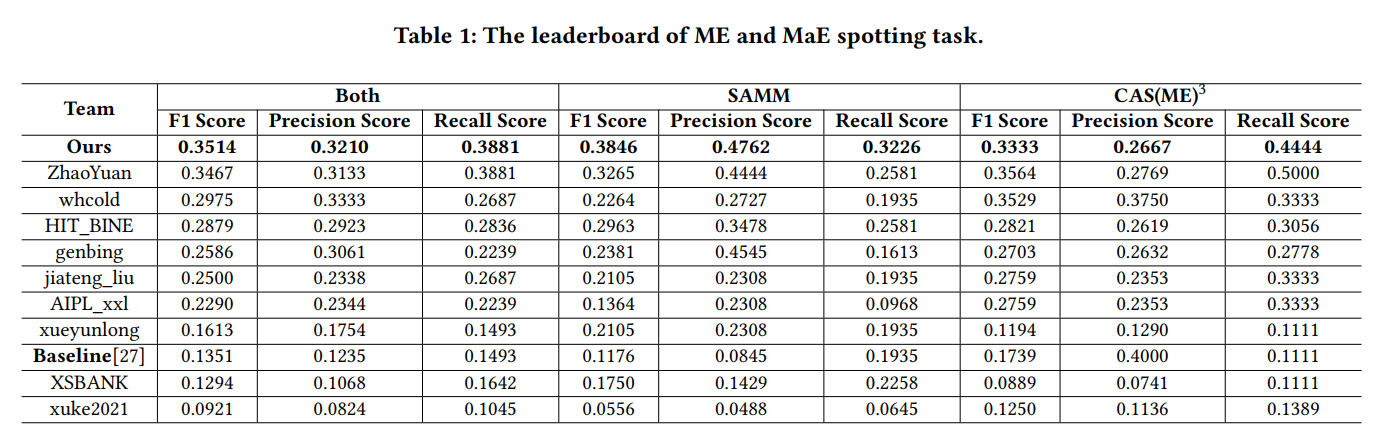 Table 1: The leaderboard of ME and MaE spotting task.
Team Both SAMM CAS(ME)³
F1 Score Precision Score Recall Score F1 Score Precision Score Recall Score F1 Score Precision Score Recall Score
Ours 0.3514 0.3210 0.3881 0.3846 0.4762 0.3226 0.3333 0.2667 0.4444
ZhaoYuan 0.3467 0.3133 0.3881 0.3265 0.4444 0.2581 0.3564 0.2769 0.5000
whcold 0.2975 0.3333 0.2687 0.2264 0.2727 0.1935 0.3529 0.3750 0.3333
HIT_BINE 0.2879 0.2923 0.2836 0.2963 0.3478 0.2581 0.2821 0.2619 0.3056
genbing 0.2586 0.3061 0.2239 0.2381 0.4545 0.1613 0.2703 0.2632 0.2778
jiateng_liu 0.2500 0.2338 0.2687 0.2105 0.2308 0.1935 0.2759 0.2353 0.3333
AIPL_xxl 0.2290 0.2344 0.2239 0.1364 0.2308 0.0968 0.2759 0.2353 0.3333
xueyunlong 0.1613 0.1754 0.1493 0.2105 0.2308 0.1935 0.1194 0.1290 0.1111
Baseline[27] 0.1351 0.1235 0.1493 0.1176 0.0845 0.1935 0.1739 0.4000 0.1111
XSBANK 0.1294 0.1068 0.1642 0.1750 0.1429 0.2258 0.0889 0.0741 0.1111
xuke2021 0.0921 0.0824 0.1045 0.0556 0.0488 0.0645 0.1250 0.1136 0.1389